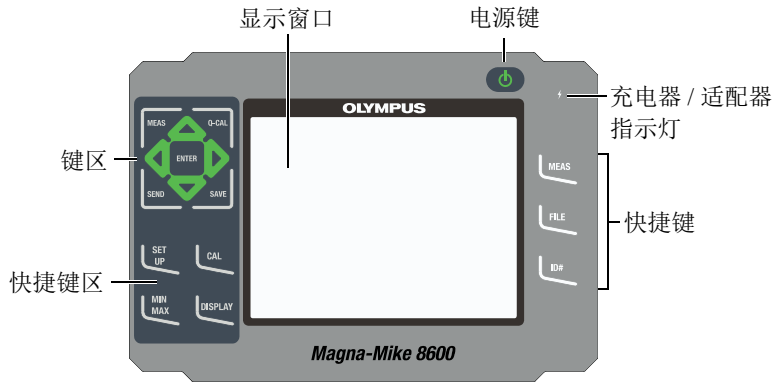 显示窗口
电源键
充电器 / 适配器
指示灯
OLYMPUS
MEAS
Q-CAL
键区
ENTER
SEND
SAVE
MEAS
FILE
快捷键
ID#
SET
UP
CAL
快捷键区
MIN
MAX
DISPLAY
Magna-Mike 8600